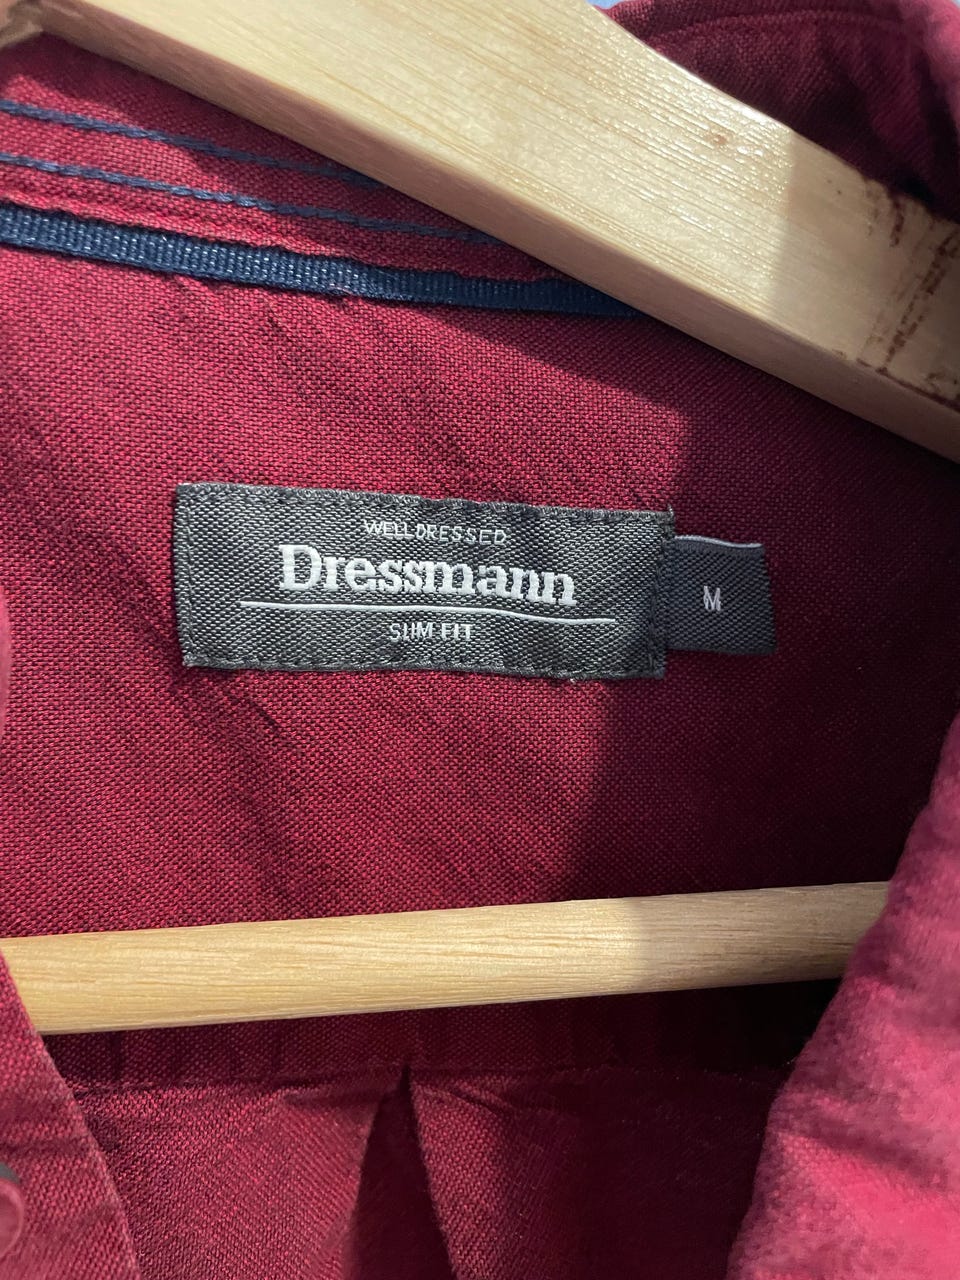 WELL DRESSED
Dressmann
SLIM FIT
M